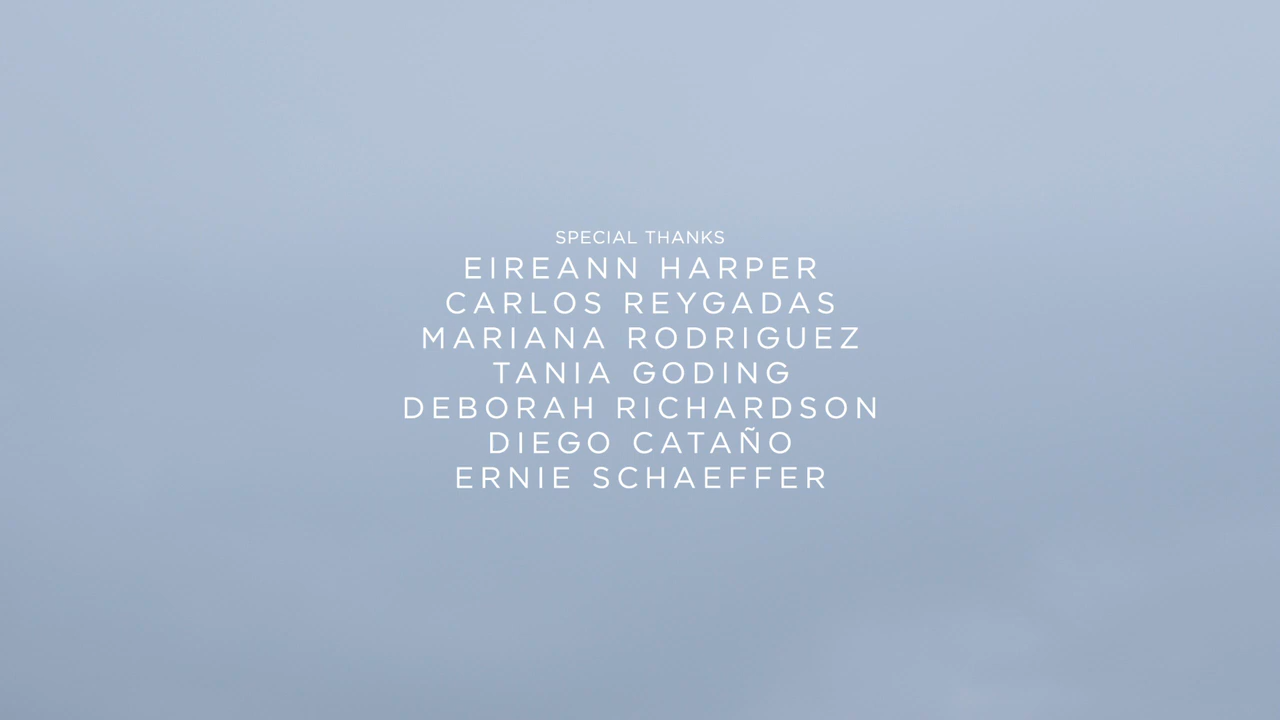 SPECIAL THANKS
EIREANN HARPER
CARLOS REYGADAS
MARIANA RODRIGUEZ
TANIA GODING
DEBORAH RICHARDSON
DIEGO CATAÑO
ERNIE SCHAEFFER